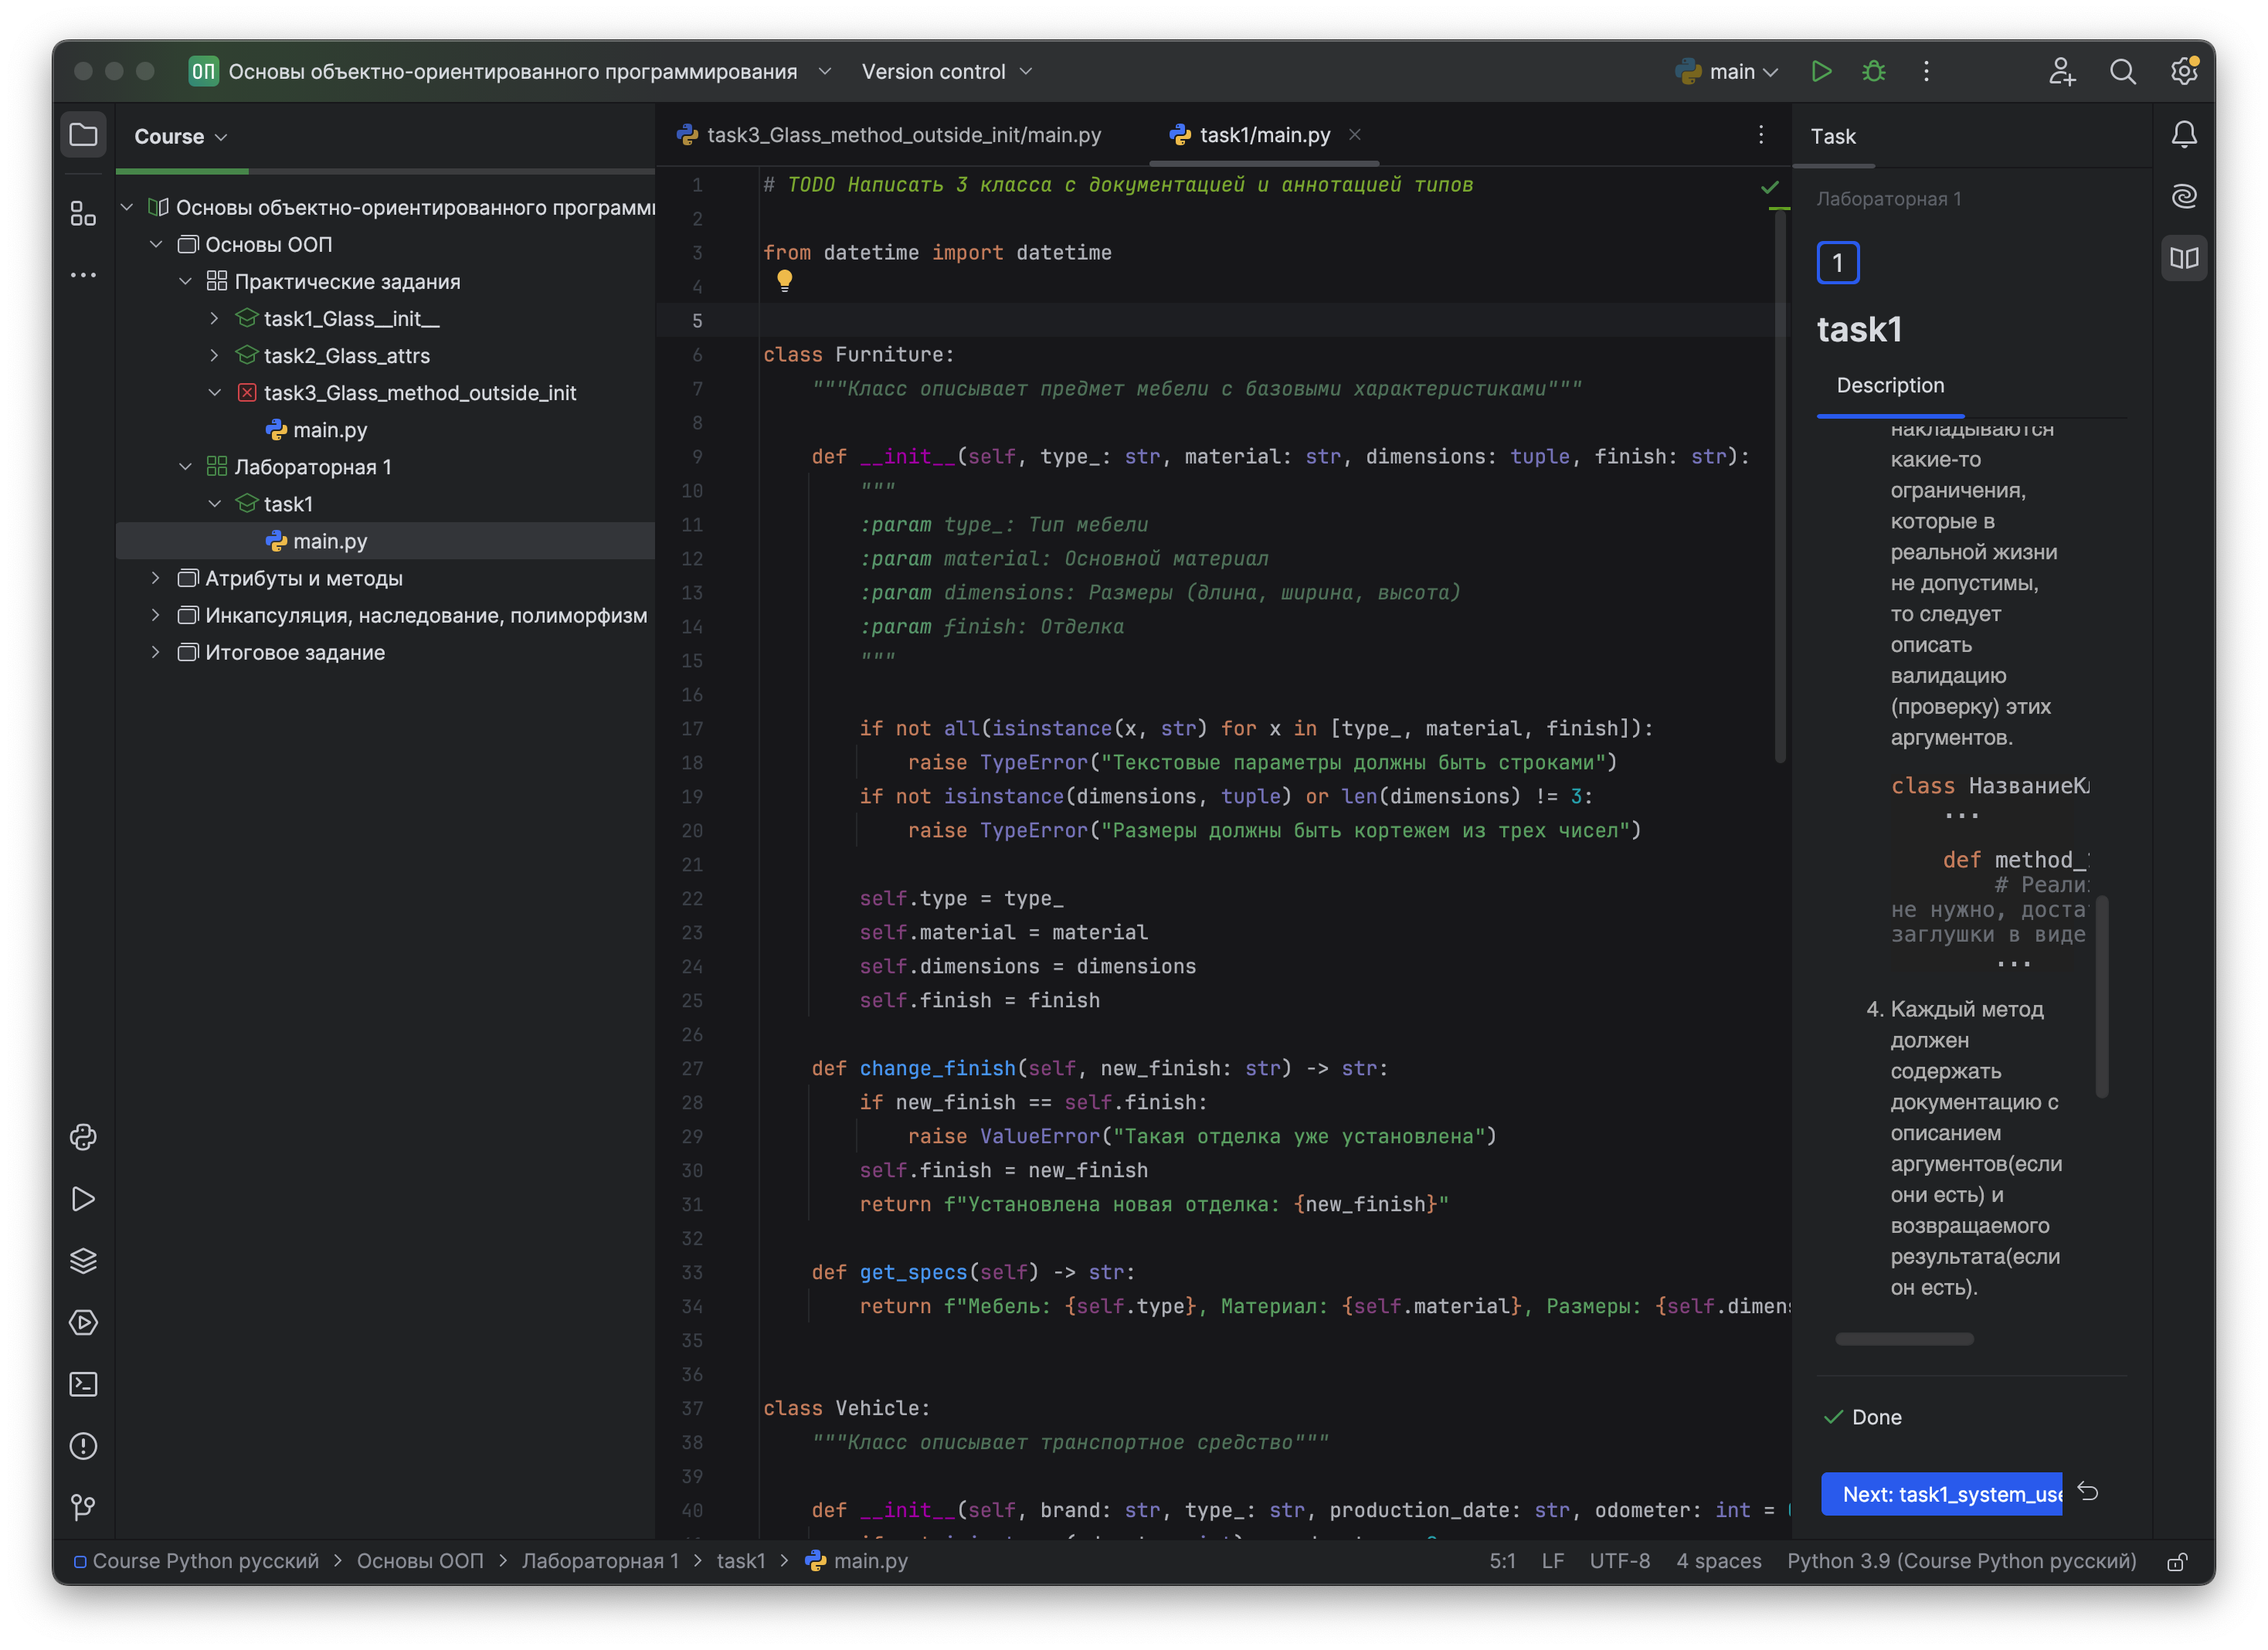 ОП Основы объектно-ориентированного программирования Version control main
Course
Основы объектно-ориентированного программи
Основы ООП
Практические задания
task1_Glass__init__
task2_Glass_attrs
task3_Glass_method_outside_init
main.py
Лабораторная 1
task1
main.py
Атрибуты и методы
Инкапсуляция, наследование, полиморфизм
Итоговое задание
task3_Glass_method_outside_init/main.py task1/main.py
1 # TODO Написать 3 класса с документацией и аннотацией типов
2
3 from datetime import datetime
4
5
6 class Furniture:
7 """Класс описывает предмет мебели с базовыми характеристиками"""
8
9 def __init__(self, type_: str, material: str, dimensions: tuple, finish: str):
10 """
11 :param type_: Тип мебели
12 :param material: Основной материал
13 :param dimensions: Размеры (длина, ширина, высота)
14 :param finish: Отделка
15 """
16
17 if not all(isinstance(x, str) for x in [type_, material, finish]):
18 raise TypeError("Текстовые параметры должны быть строками")
19 if not isinstance(dimensions, tuple) or len(dimensions) != 3:
20 raise TypeError("Размеры должны быть кортежем из трех чисел")
21
22 self.type = type_
23 self.material = material
24 self.dimensions = dimensions
25 self.finish = finish
26
27 def change_finish(self, new_finish: str) -> str:
28 if new_finish == self.finish:
29 raise ValueError("Такая отделка уже установлена")
30 self.finish = new_finish
31 return f"Установлена новая отделка: {new_finish}"
32
33 def get_specs(self) -> str:
34 return f"Мебель: {self.type}, Материал: {self.material}, Размеры: {self.dimen
35
36
37 class Vehicle:
38 """Класс описывает транспортное средство"""
39
40 def __init__(self, brand: str, type_: str, production_date: str, odometer: int =
Task
Лабораторная 1
1
task1
Description
накладываются
какие-то
ограничения,
которые в
реальной жизни
не допустимы,
то следует
описать
валидацию
(проверку) этих
аргументов.
class НазваниеКл
...
def method_
# Реали
не нужно, доста
заглушки в виде
...
4. Каждый метод
должен
содержать
документацию с
описанием
аргументов(если
они есть) и
возвращаемого
результата(если
он есть).
Done
Next: task1_system_use
Course Python русский > Основы ООП > Лабораторная 1 > task1 > main.py 5:1 LF UTF-8 4 spaces Python 3.9 (Course Python русский)